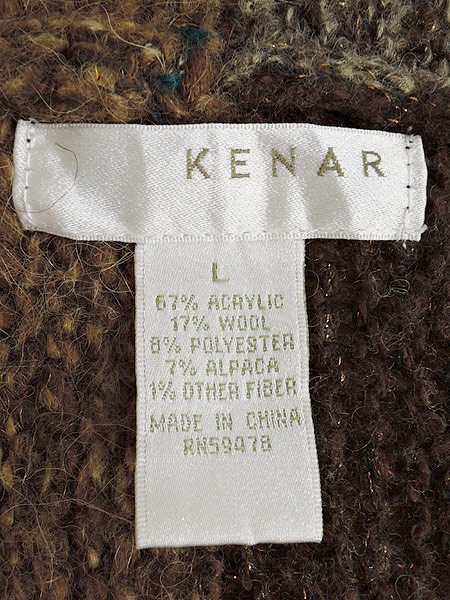 KENAR
L
67% ACRYLIC
17% WOOL
8% POLYESTER
7% ALPACA
1% OTHER FIBER
MADE IN CHINA
RN59478